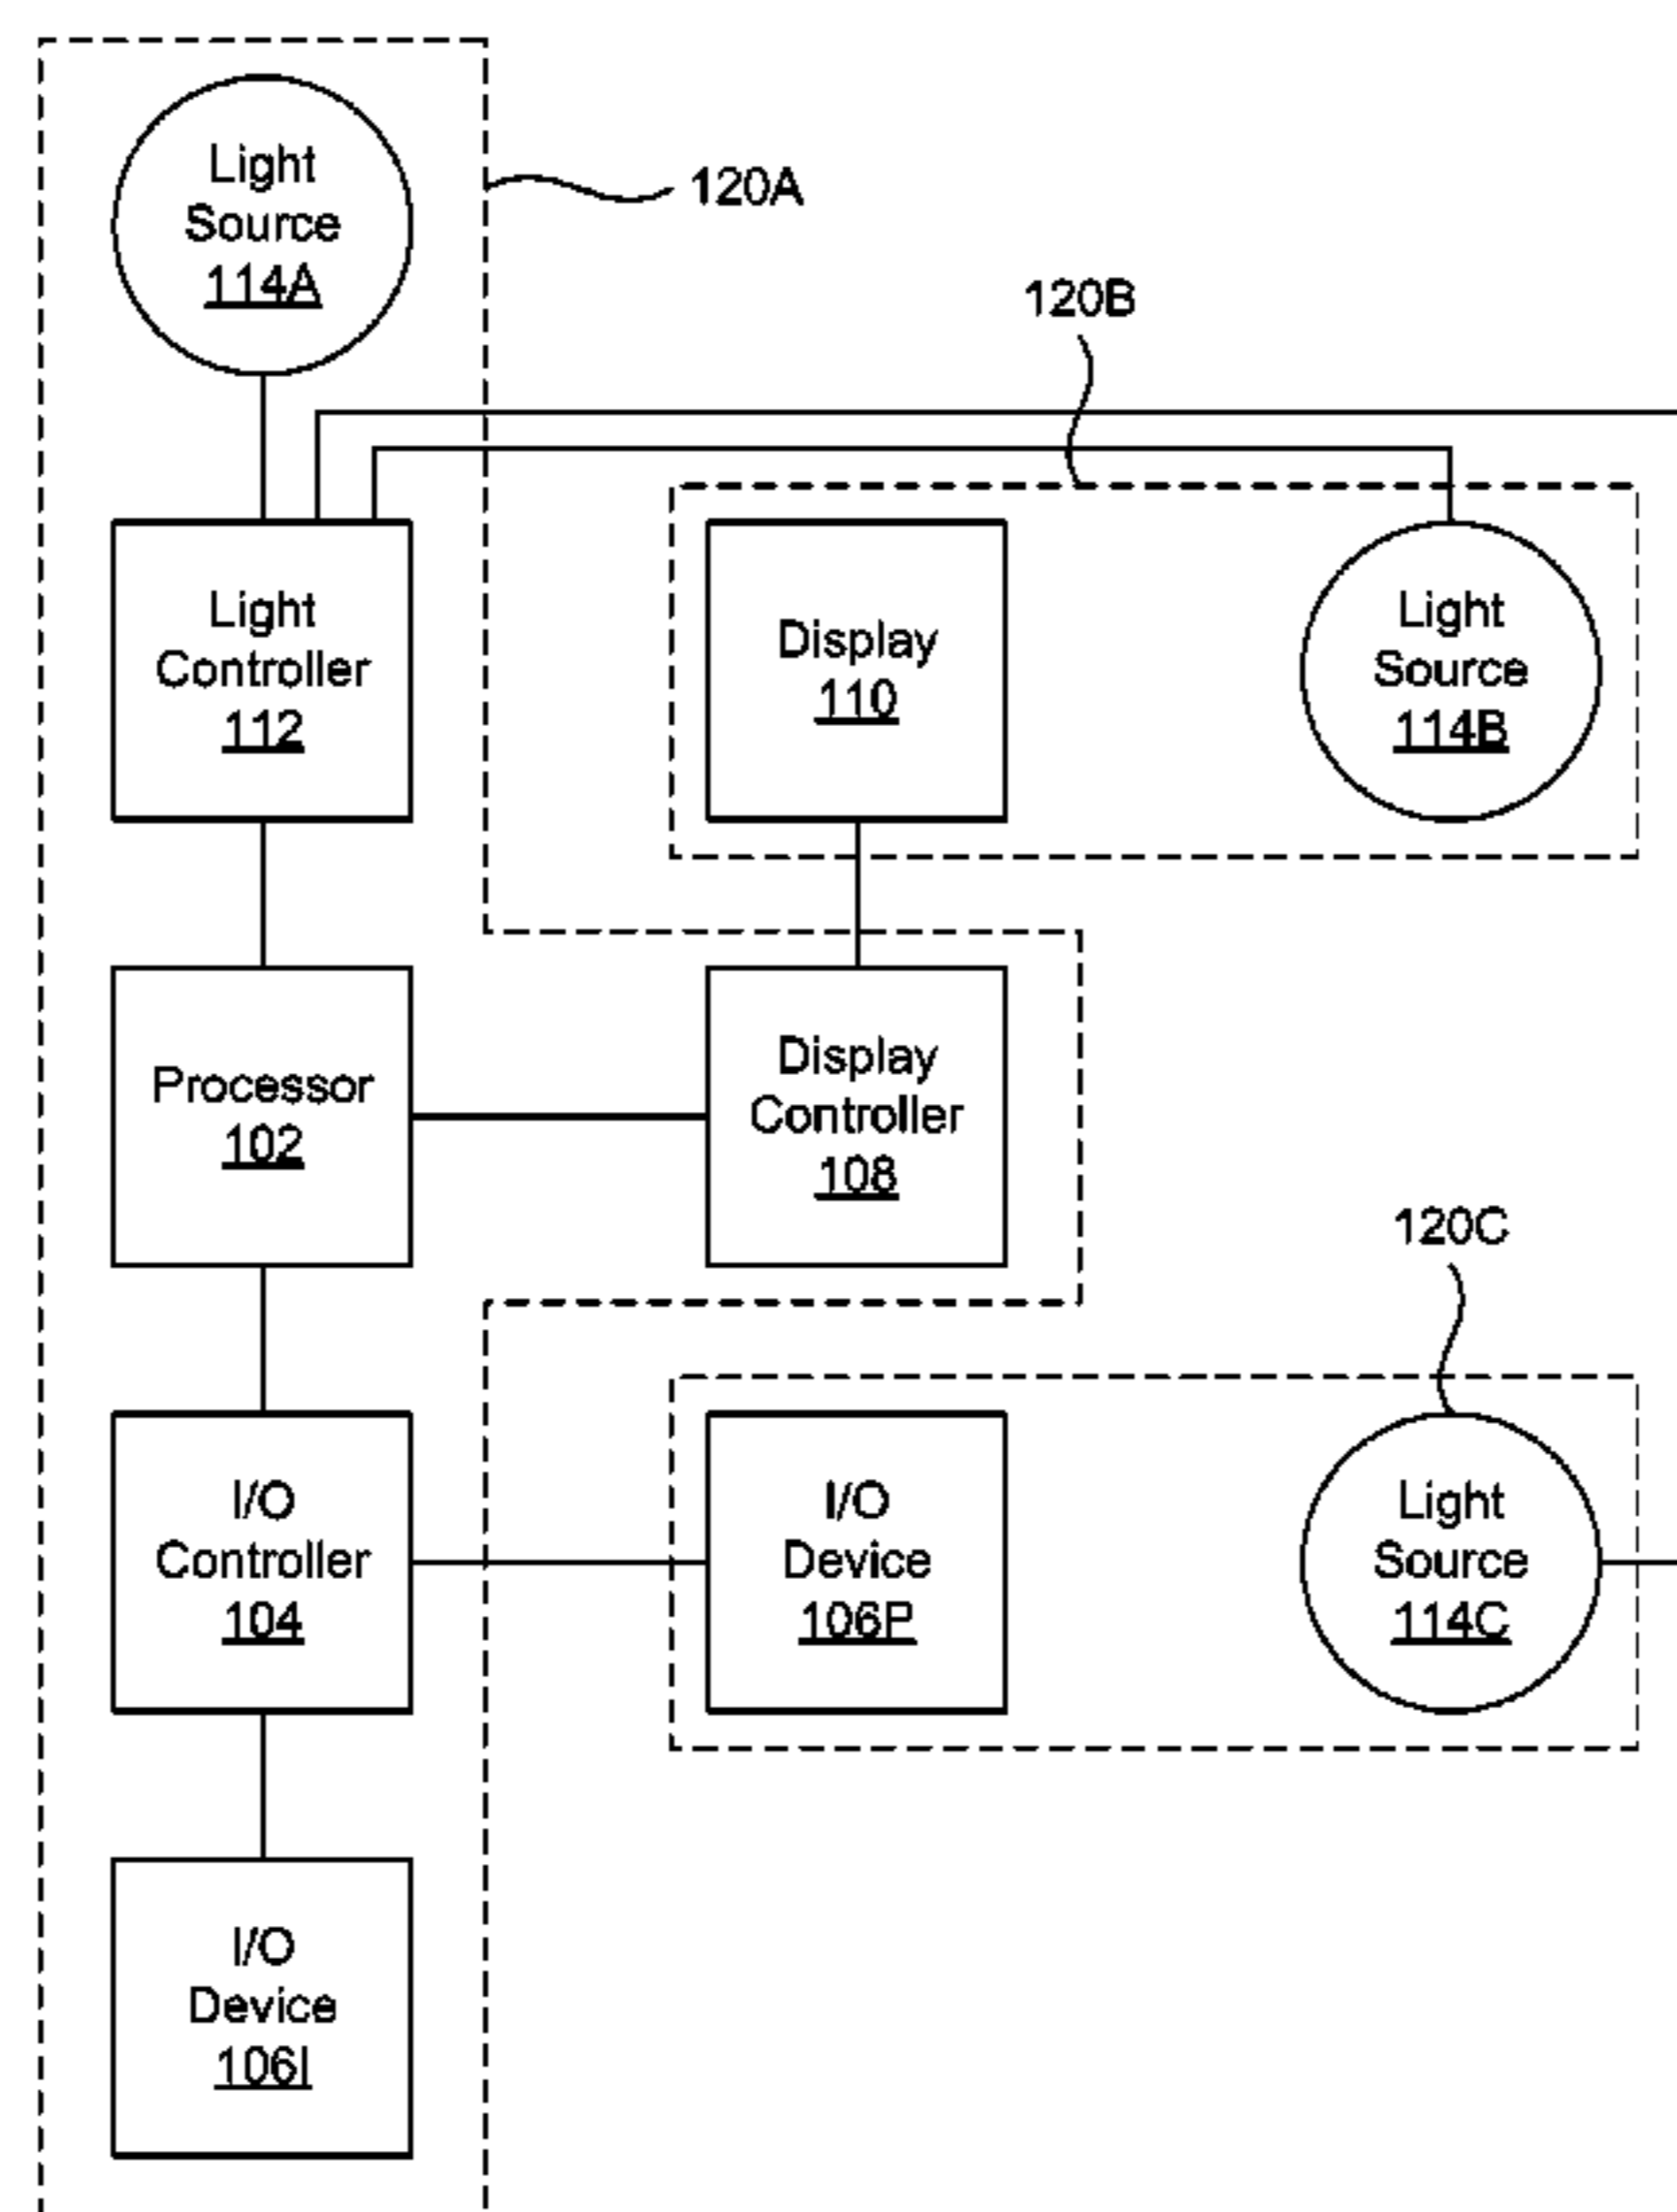 Light
Source
114A
120A
120B
Light
Controller
112
Display
110
Light
Source
114B
Processor
102
Display
Controller
108
120C
I/O
Controller
104
I/O
Device
106P
Light
Source
114C
I/O
Device
106I